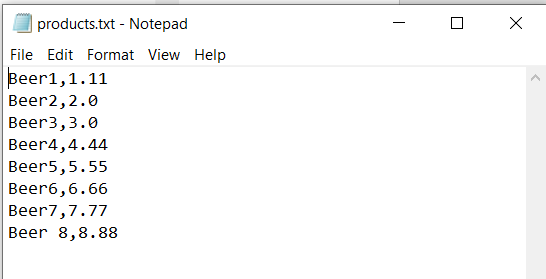 products.txt - Notepad
File Edit Format View Help
Beer1,1.11
Beer2,2.0
Beer3,3.0
Beer4,4.44
Beer5,5.55
Beer6,6.66
Beer7,7.77
Beer 8,8.88